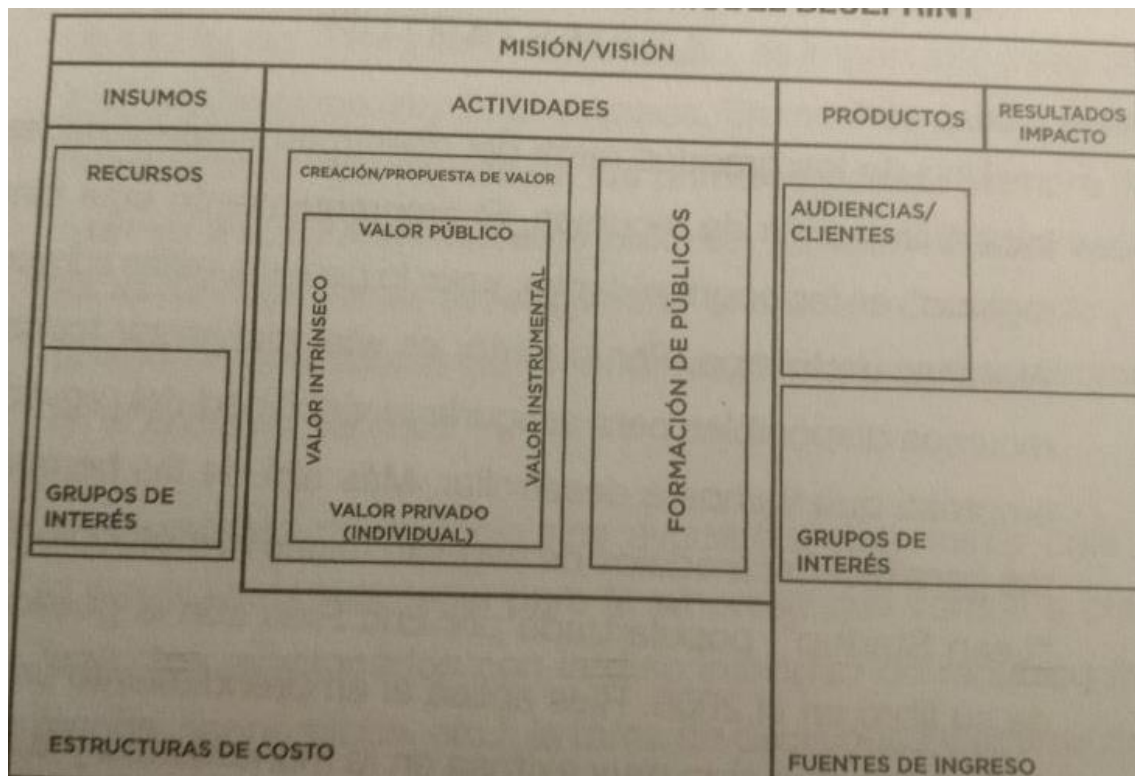 MODEL BLUEPRINT
MISIÓN/VISIÓN
INSUMOS
ACTIVIDADES
PRODUCTOS
RESULTADOS
IMPACTO
RECURSOS
GRUPOS DE
INTERÉS
CREACIÓN/PROPUESTA DE VALOR
VALOR PÚBLICO
VALOR INTRÍNSECO
VALOR INSTRUMENTAL
VALOR PRIVADO
(INDIVIDUAL)
FORMACIÓN DE PÚBLICOS
AUDIENCIAS/
CLIENTES
GRUPOS DE
INTERÉS
ESTRUCTURAS DE COSTO
FUENTES DE INGRESO